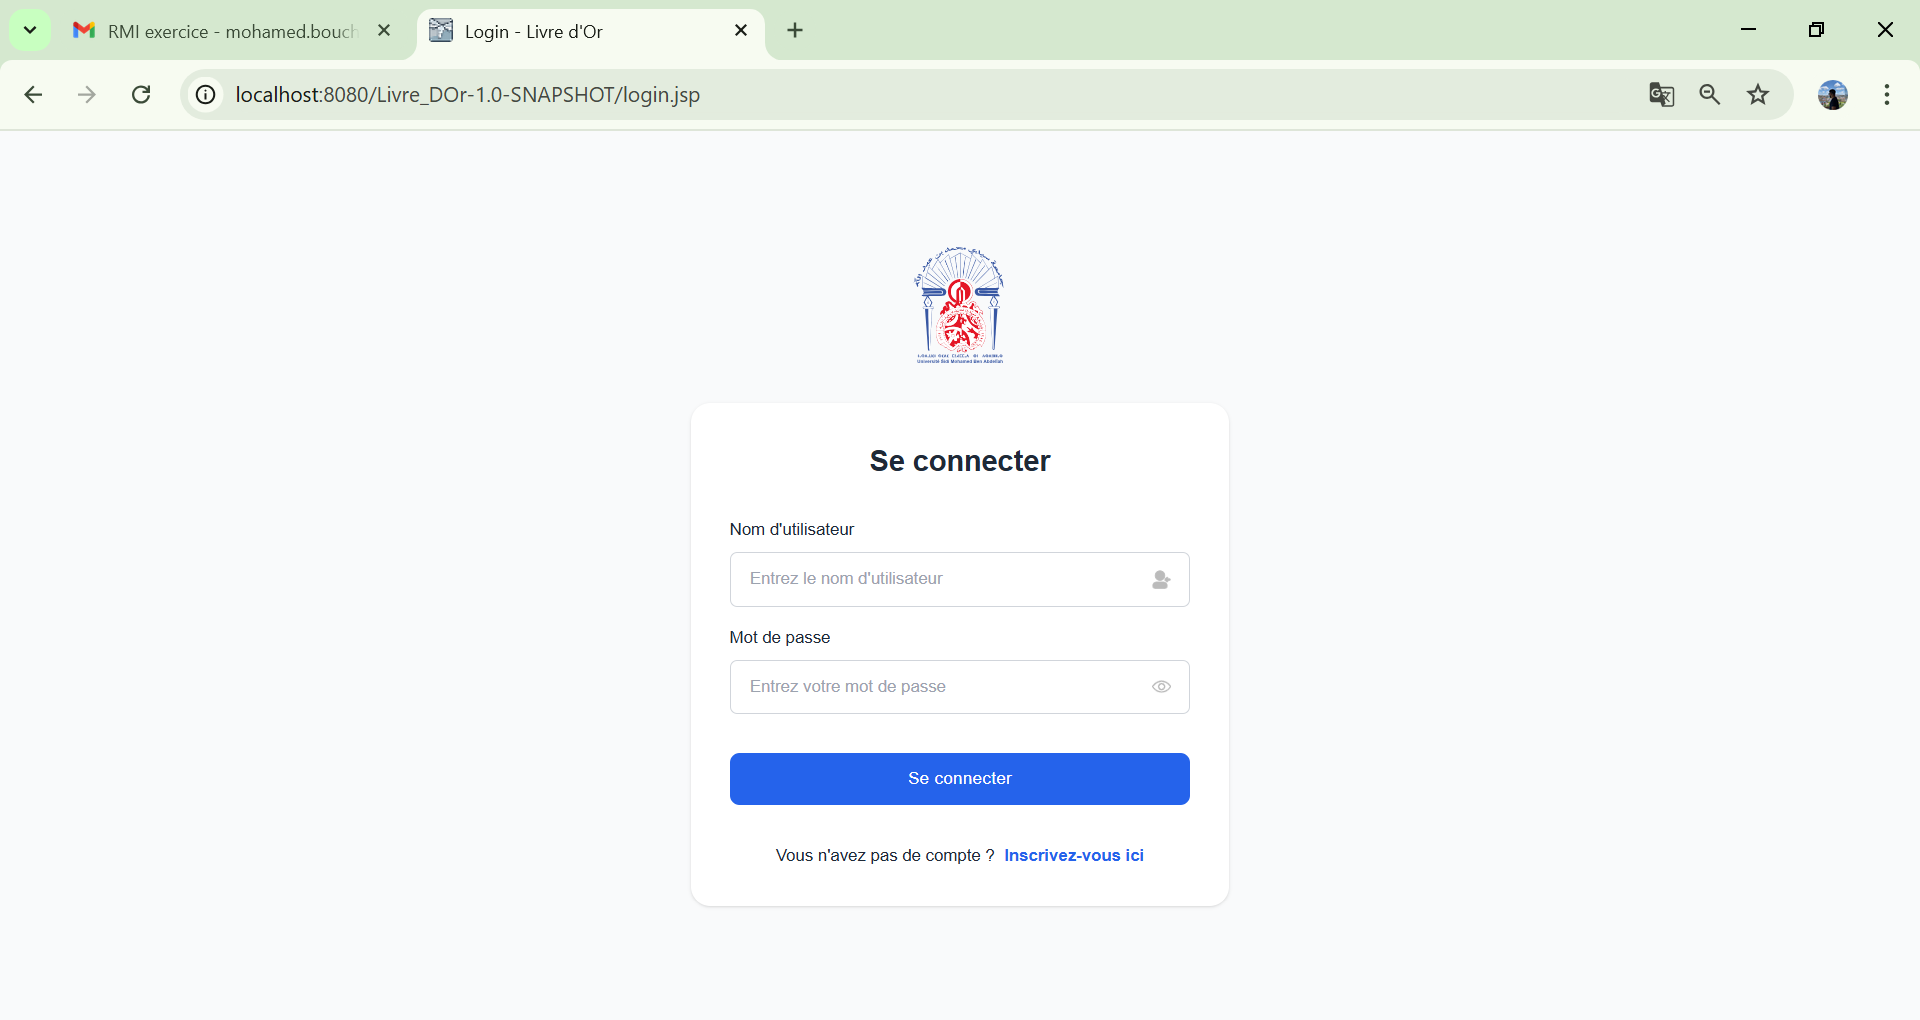 RMI exercice - mohamed.bouch
Login - Livre d'Or
localhost:8080/Livre_DOr-1.0-SNAPSHOT/login.jsp
Université Sidi Mohamed Ben Abdellah
Se connecter
Nom d'utilisateur
Entrez le nom d'utilisateur
Mot de passe
Entrez votre mot de passe
Se connecter
Vous n'avez pas de compte ? Inscrivez-vous ici